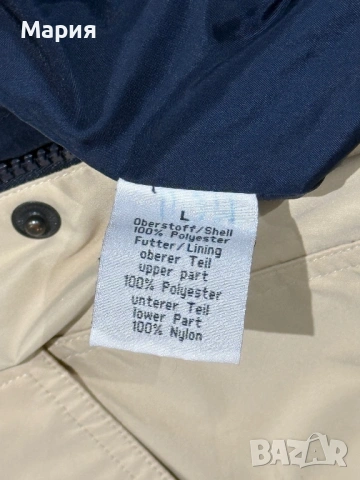 Мария
L
Oberstoff/Shell
100% Polyester
Futter/Lining
oberer Teil
upper part
100% Polyester
unterer Teil
lower Part
100% Nylon
BAZAR